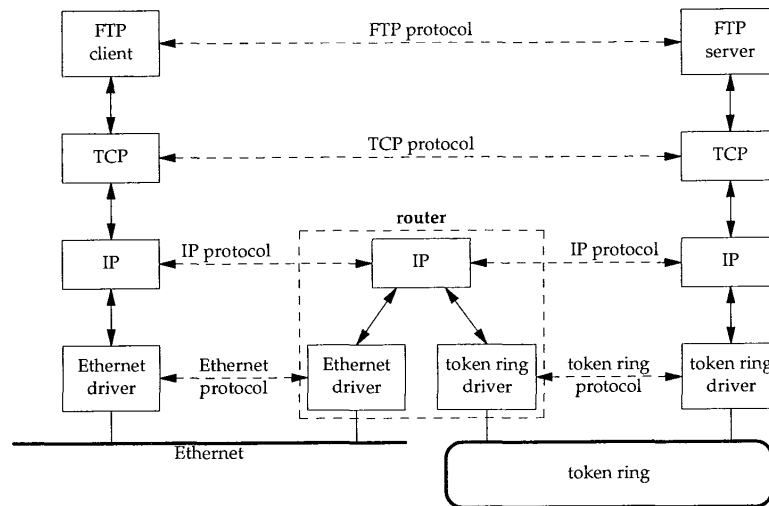 FTP
client
FTP protocol
FTP
server
TCP
TCP protocol
TCP
router
IP
IP protocol
IP
IP protocol
IP
Ethernet
driver
Ethernet
protocol
Ethernet
driver
token ring
driver
token ring
protocol
token ring
driver
Ethernet
token ring